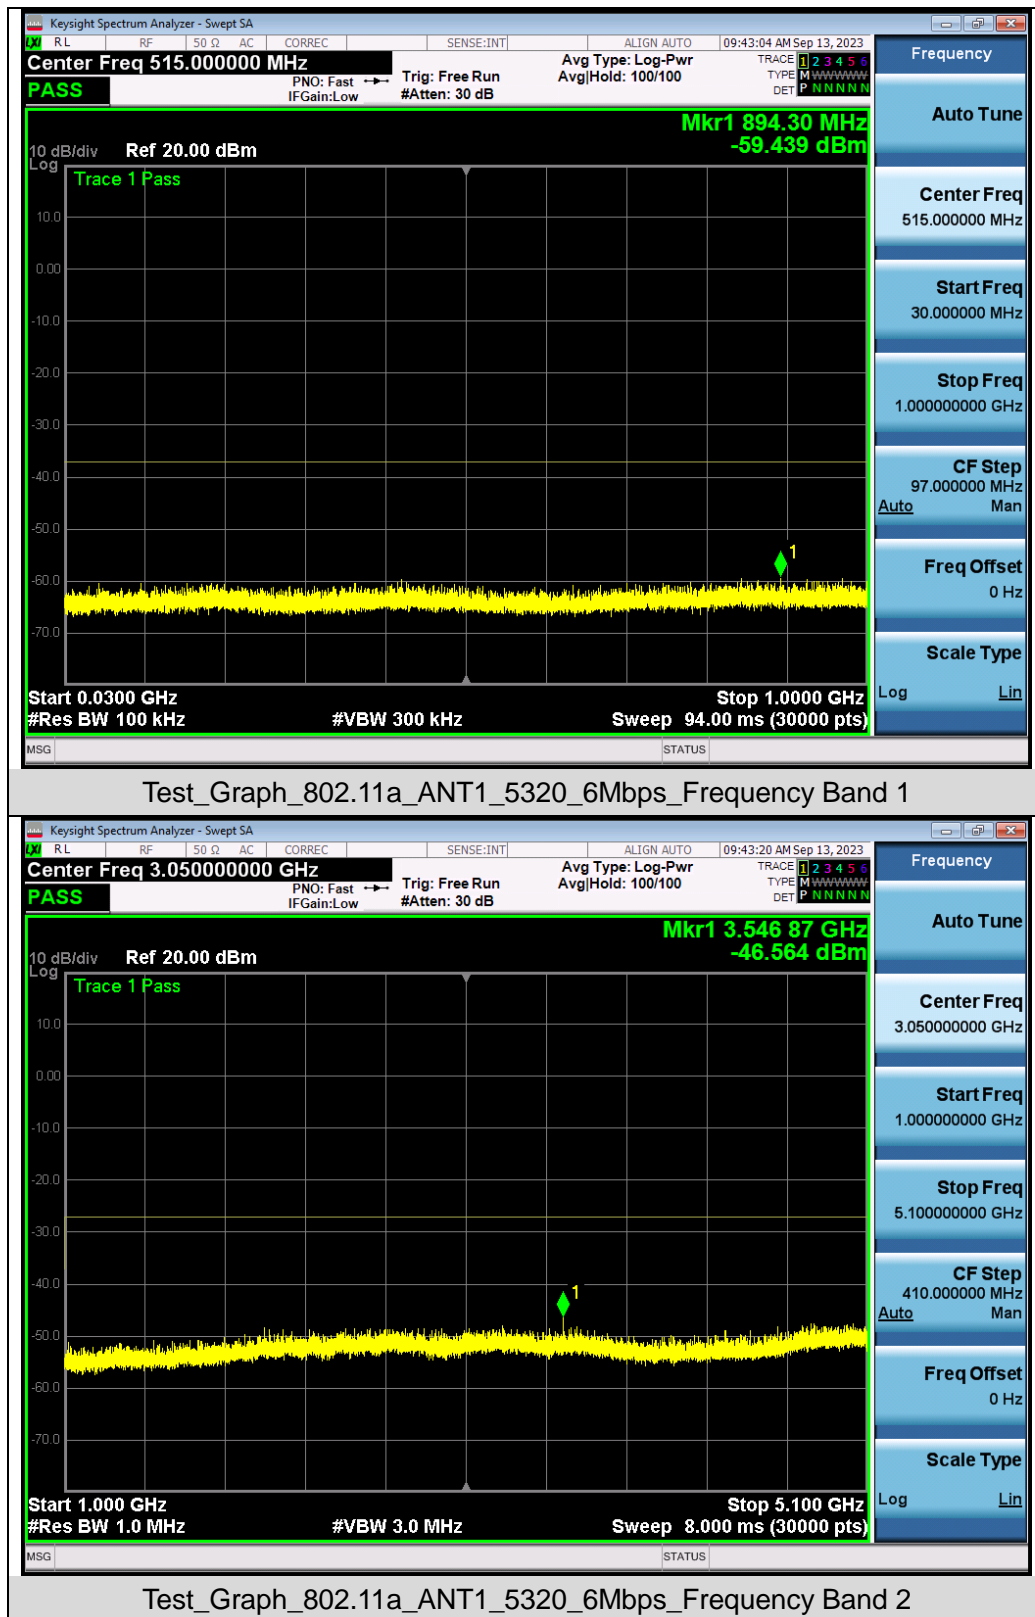 Keysight Spectrum Analyzer - Swept SA
LXI RL RF 50 Ω AC CORREC SENSE:INT ALIGN AUTO 09:43:04 AM Sep 13, 2023
Center Freq 515.000000 MHz
PASS
PNO: Fast
IFGain:Low
Trig: Free Run
#Atten: 30 dB
Avg Type: Log-Pwr
Avg|Hold: 100/100
TRACE 1 2 3 4 5 6
TYPE M WWWWW
DET P N N N N N
Mkr1 894.30 MHz
-59.439 dBm
10 dB/div Ref 20.00 dBm
Log
Trace 1 Pass
10.0
0.00
-10.0
-20.0
-30.0
-40.0
-50.0
-60.0
-70.0
1
Start 0.0300 GHz
Stop 1.0000 GHz
#Res BW 100 kHz
#VBW 300 kHz
Sweep 94.00 ms (30000 pts)
MSG
STATUS
Frequency
Auto Tune
Center Freq
515.000000 MHz
Start Freq
30.000000 MHz
Stop Freq
1.000000000 GHz
CF Step
97.000000 MHz
Auto Man
Freq Offset
0 Hz
Scale Type
Log Lin
Test_Graph_802.11a_ANT1_5320_6Mbps_Frequency Band 1
Keysight Spectrum Analyzer - Swept SA
LXI RL RF 50 Ω AC CORREC SENSE:INT ALIGN AUTO 09:43:20 AM Sep 13, 2023
Center Freq 3.050000000 GHz
PASS
PNO: Fast
IFGain:Low
Trig: Free Run
#Atten: 30 dB
Avg Type: Log-Pwr
Avg|Hold: 100/100
TRACE 1 2 3 4 5 6
TYPE M WWWWW
DET P N N N N N
Mkr1 3.546 87 GHz
-46.564 dBm
10 dB/div Ref 20.00 dBm
Log
Trace 1 Pass
10.0
0.00
-10.0
-20.0
-30.0
-40.0
-50.0
-60.0
-70.0
1
Start 1.000 GHz
Stop 5.100 GHz
#Res BW 1.0 MHz
#VBW 3.0 MHz
Sweep 8.000 ms (30000 pts)
MSG
STATUS
Frequency
Auto Tune
Center Freq
3.050000000 GHz
Start Freq
1.000000000 GHz
Stop Freq
5.100000000 GHz
CF Step
410.000000 MHz
Auto Man
Freq Offset
0 Hz
Scale Type
Log Lin
Test_Graph_802.11a_ANT1_5320_6Mbps_Frequency Band 2